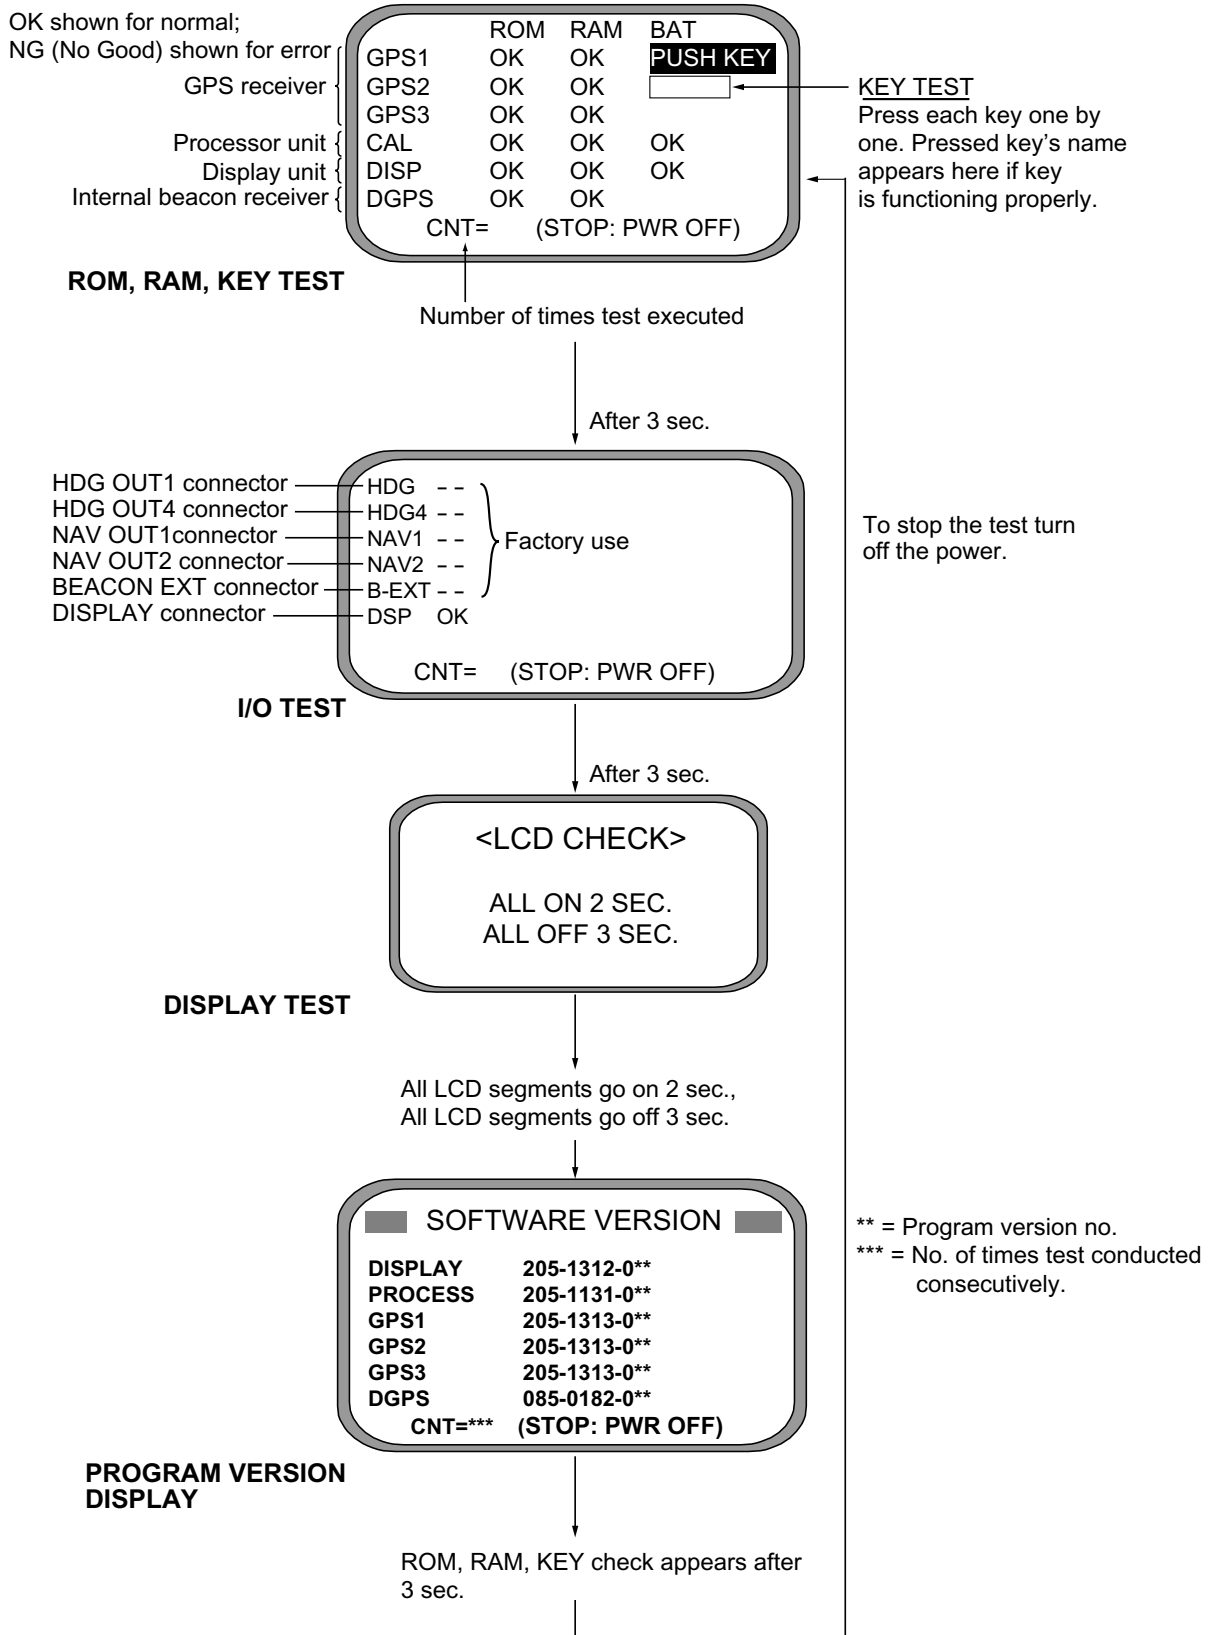 OK shown for normal;
NG (No Good) shown for error
GPS receiver
Processor unit
Display unit
Internal beacon receiver
ROM RAM BAT
GPS1 OK OK PUSH KEY
GPS2 OK OK
GPS3 OK OK
CAL OK OK OK
DISP OK OK OK
DGPS OK OK
CNT= (STOP: PWR OFF)
KEY TEST
Press each key one by
one. Pressed key's name
appears here if key
is functioning properly.
ROM, RAM, KEY TEST
Number of times test executed
After 3 sec.
HDG OUT1 connector HDG - -
HDG OUT4 connector HDG4 - -
NAV OUT1connector NAV1 - -
NAV OUT2 connector NAV2 - -
BEACON EXT connector B-EXT - -
DISPLAY connector DSP OK
Factory use
CNT= (STOP: PWR OFF)
To stop the test turn
off the power.
I/O TEST
After 3 sec.
<LCD CHECK>
ALL ON 2 SEC.
ALL OFF 3 SEC.
DISPLAY TEST
All LCD segments go on 2 sec.,
All LCD segments go off 3 sec.
SOFTWARE VERSION
DISPLAY 205-1312-0**
PROCESS 205-1131-0**
GPS1 205-1313-0**
GPS2 205-1313-0**
GPS3 205-1313-0**
DGPS 085-0182-0**
CNT=*** (STOP: PWR OFF)
** = Program version no.
*** = No. of times test conducted
consecutively.
PROGRAM VERSION
DISPLAY
ROM, RAM, KEY check appears after
3 sec.